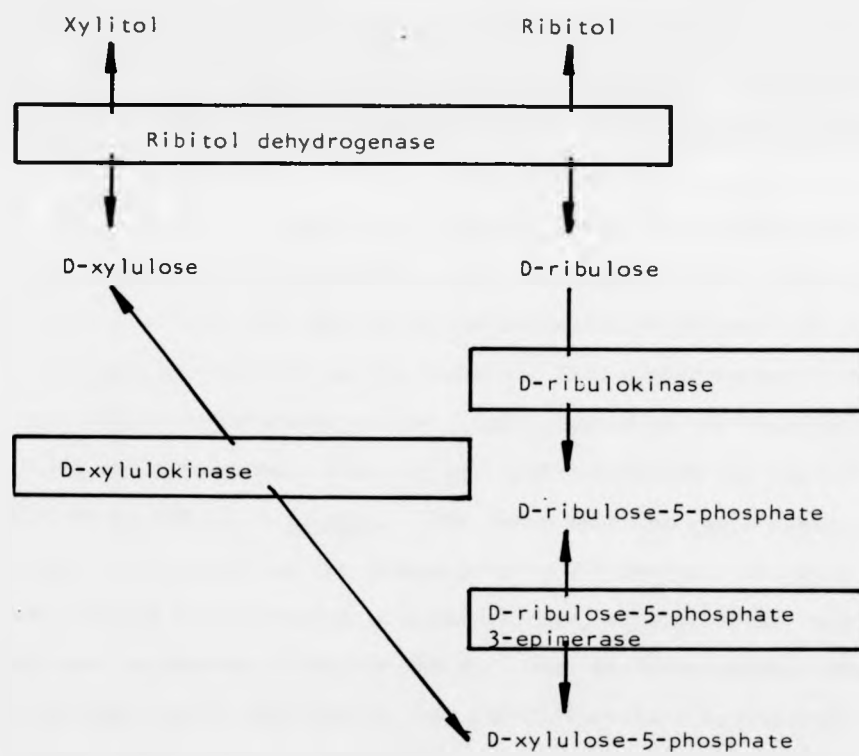 Xylitol
Ribitol
Ribitol dehydrogenase
D-xylulose
D-ribulose
D-ribulokinase
D-xylulokinase
D-ribulose-5-phosphate
D-ribulose-5-phosphate
3-epimerase
D-xylulose-5-phosphate